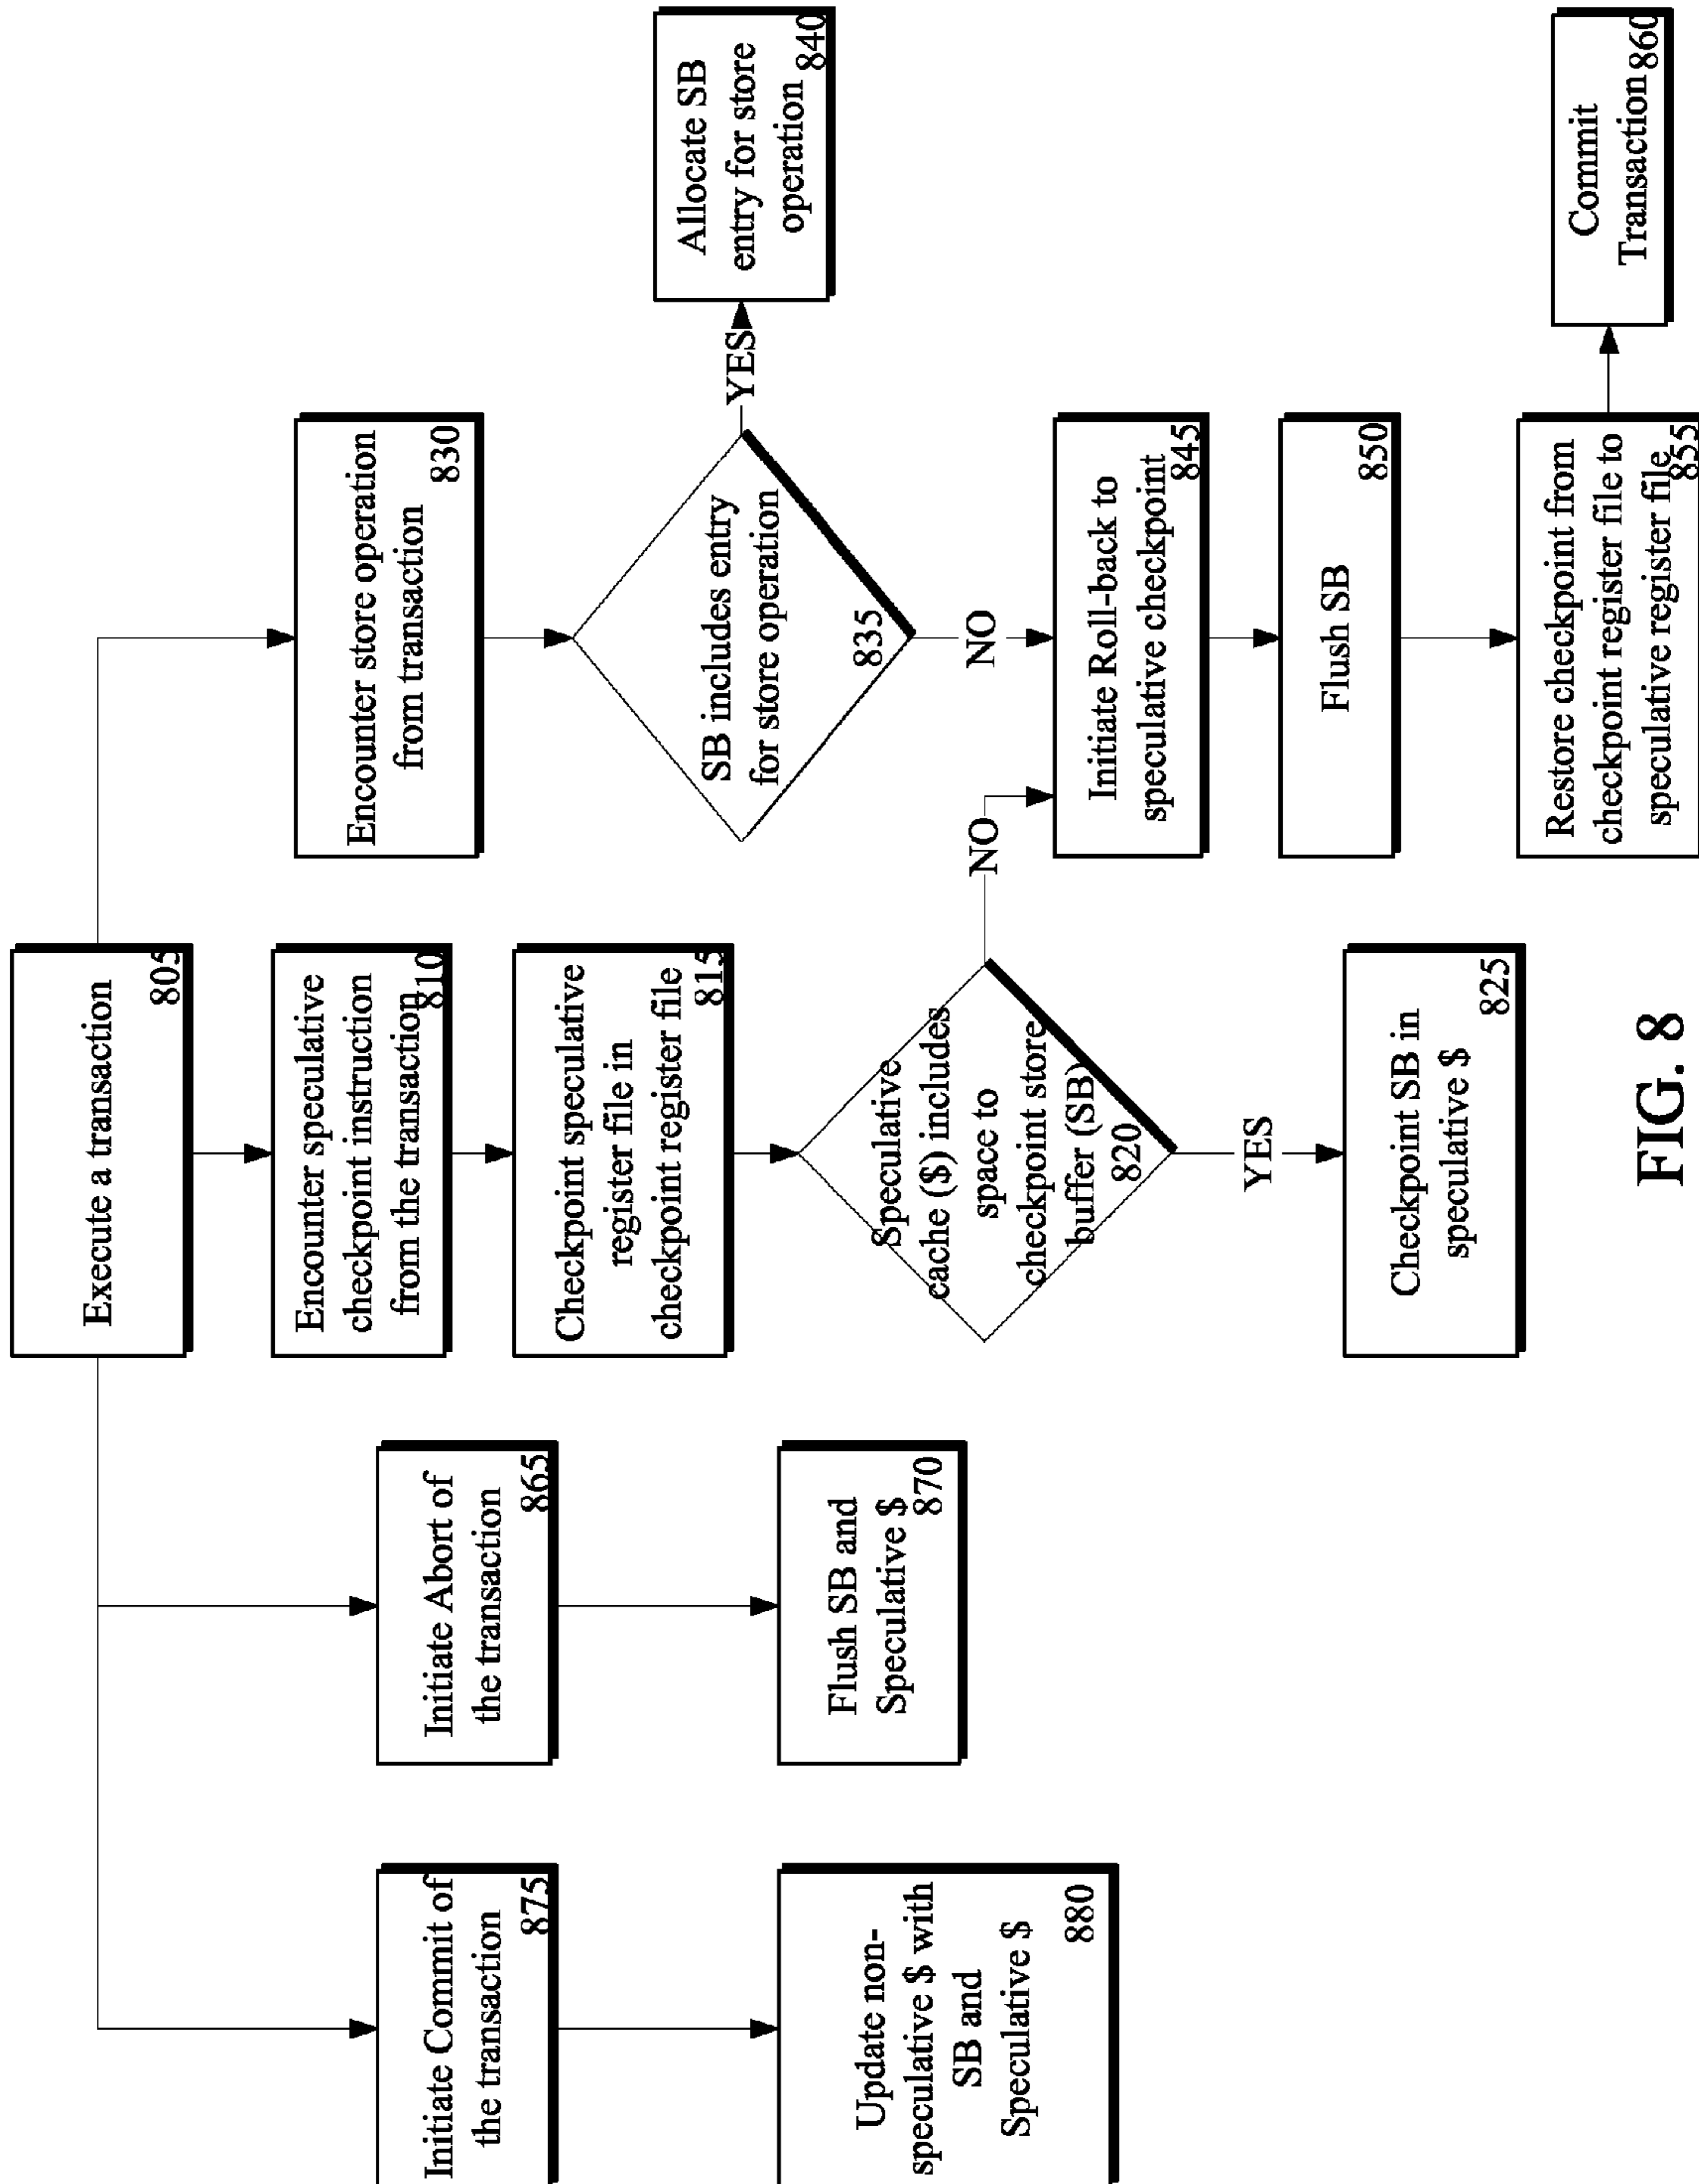 Execute a transaction
805
Initiate Commit of
the transaction
875
Update non-
speculative $ with
SB and
Speculative $
880
Initiate Abort of
the transaction
865
Flush SB and
Speculative $
870
Encounter speculative
checkpoint instruction
from the transaction
810
Checkpoint speculative
register file in
checkpoint register file
815
Speculative
cache ($) includes
space to
checkpoint store
buffer (SB)
820
NO
YES
Checkpoint SB in
speculative $
825
Encounter store operation
from transaction
830
SB includes entry
for store operation
835
YES
Allocate SB
entry for store
operation
840
NO
Initiate Roll-back to
speculative checkpoint
845
Flush SB
850
Restore checkpoint from
checkpoint register file to
speculative register file
855
Commit
Transaction
860
FIG. 8